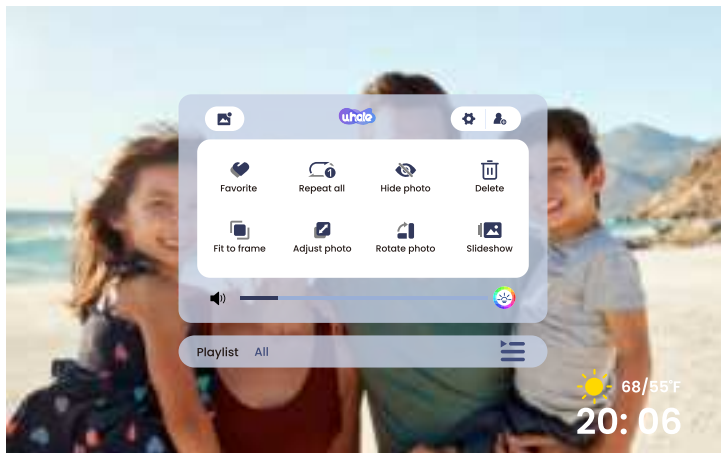 whale
Favorite
Repeat all
Hide photo
Delete
Fit to frame
Adjust photo
Rotate photo
Slideshow
Playlist All
68/55°F
20: 06